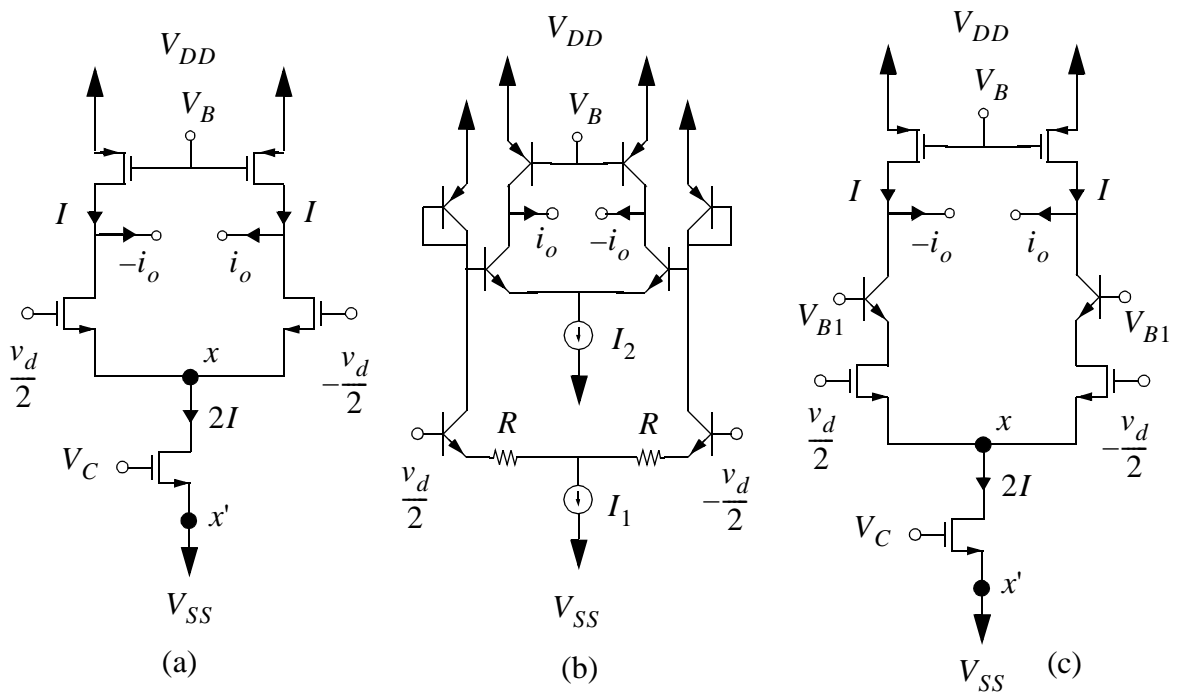 V_DD
V_B
I I
-i_o i_o
v_d/2 x -v_d/2
2I
V_C
x'
V_SS
(a)
V_DD
V_B
i_o -i_o
I_2
R R
v_d/2 I_1 -v_d/2
V_SS
(b)
V_DD
V_B
I I
-i_o i_o
V_B1 V_B1
v_d/2 x -v_d/2
2I
V_C
x'
V_SS
(c)